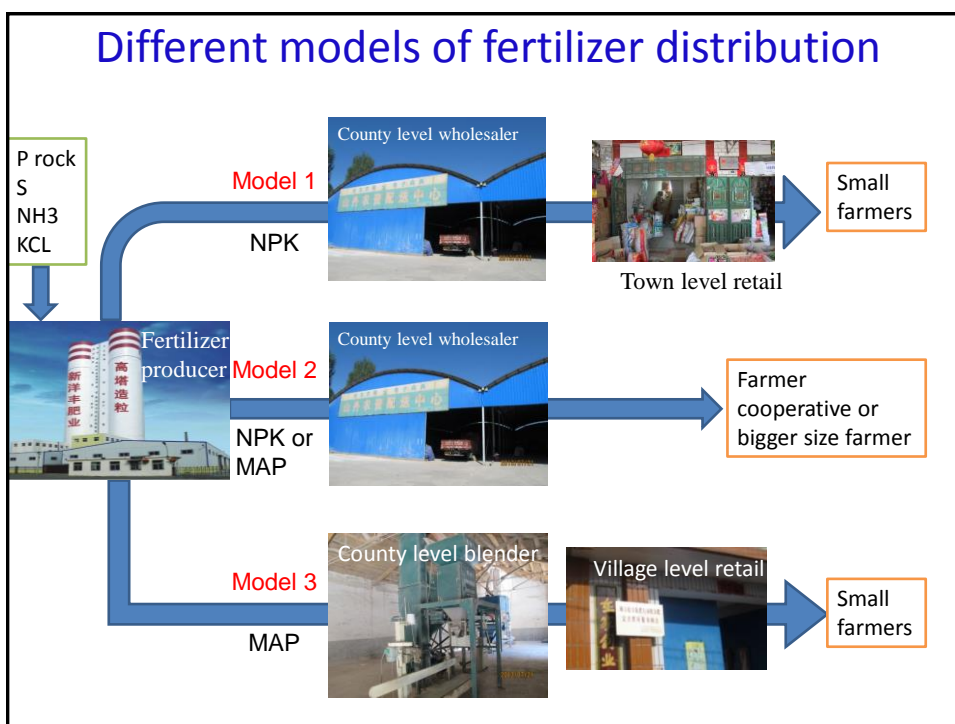 Different models of fertilizer distribution
P rock
S
NH3
KCL
Model 1
NPK
County level wholesaler
Town level retail
Small
farmers
Fertilizer
producer
新洋丰肥业
高塔造粒
Model 2
NPK or
MAP
County level wholesaler
Farmer
cooperative or
bigger size farmer
Model 3
MAP
County level blender
Village level retail
Small
farmers